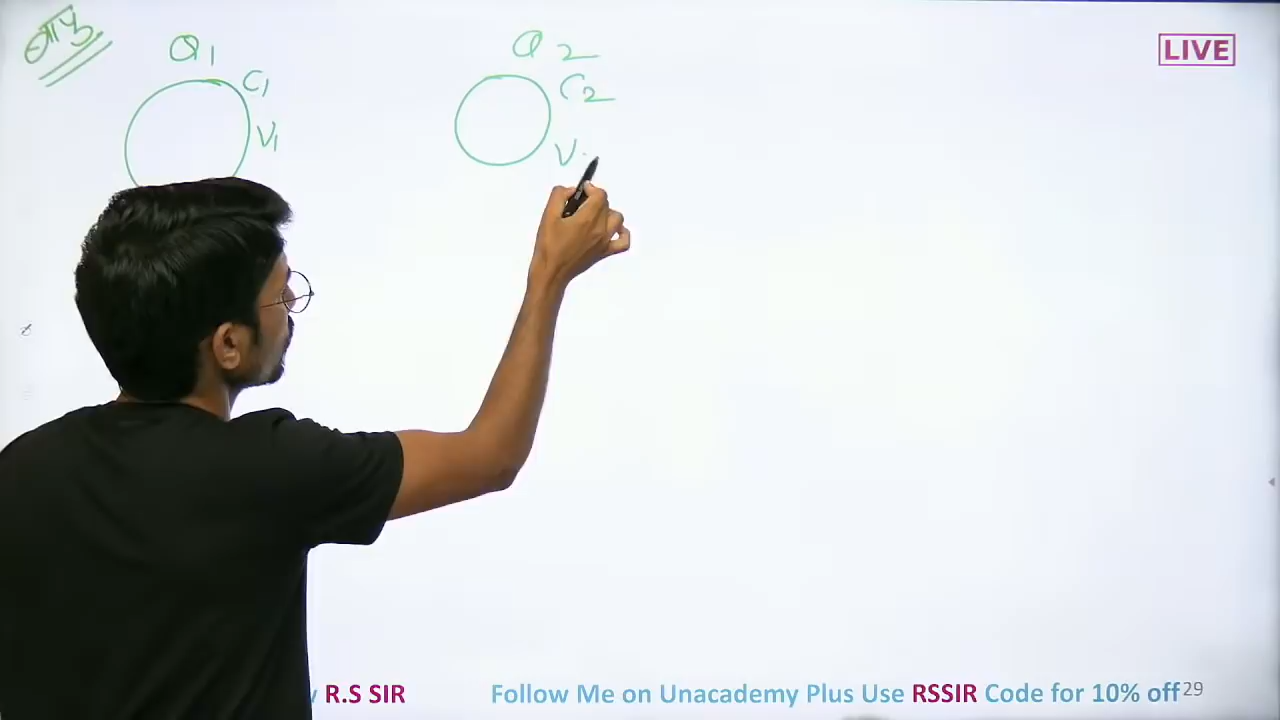 Q1
C1
V1
Q2
C2
V
LIVE
R.S SIR
Follow Me on Unacademy Plus Use RSSIR Code for 10% off
29